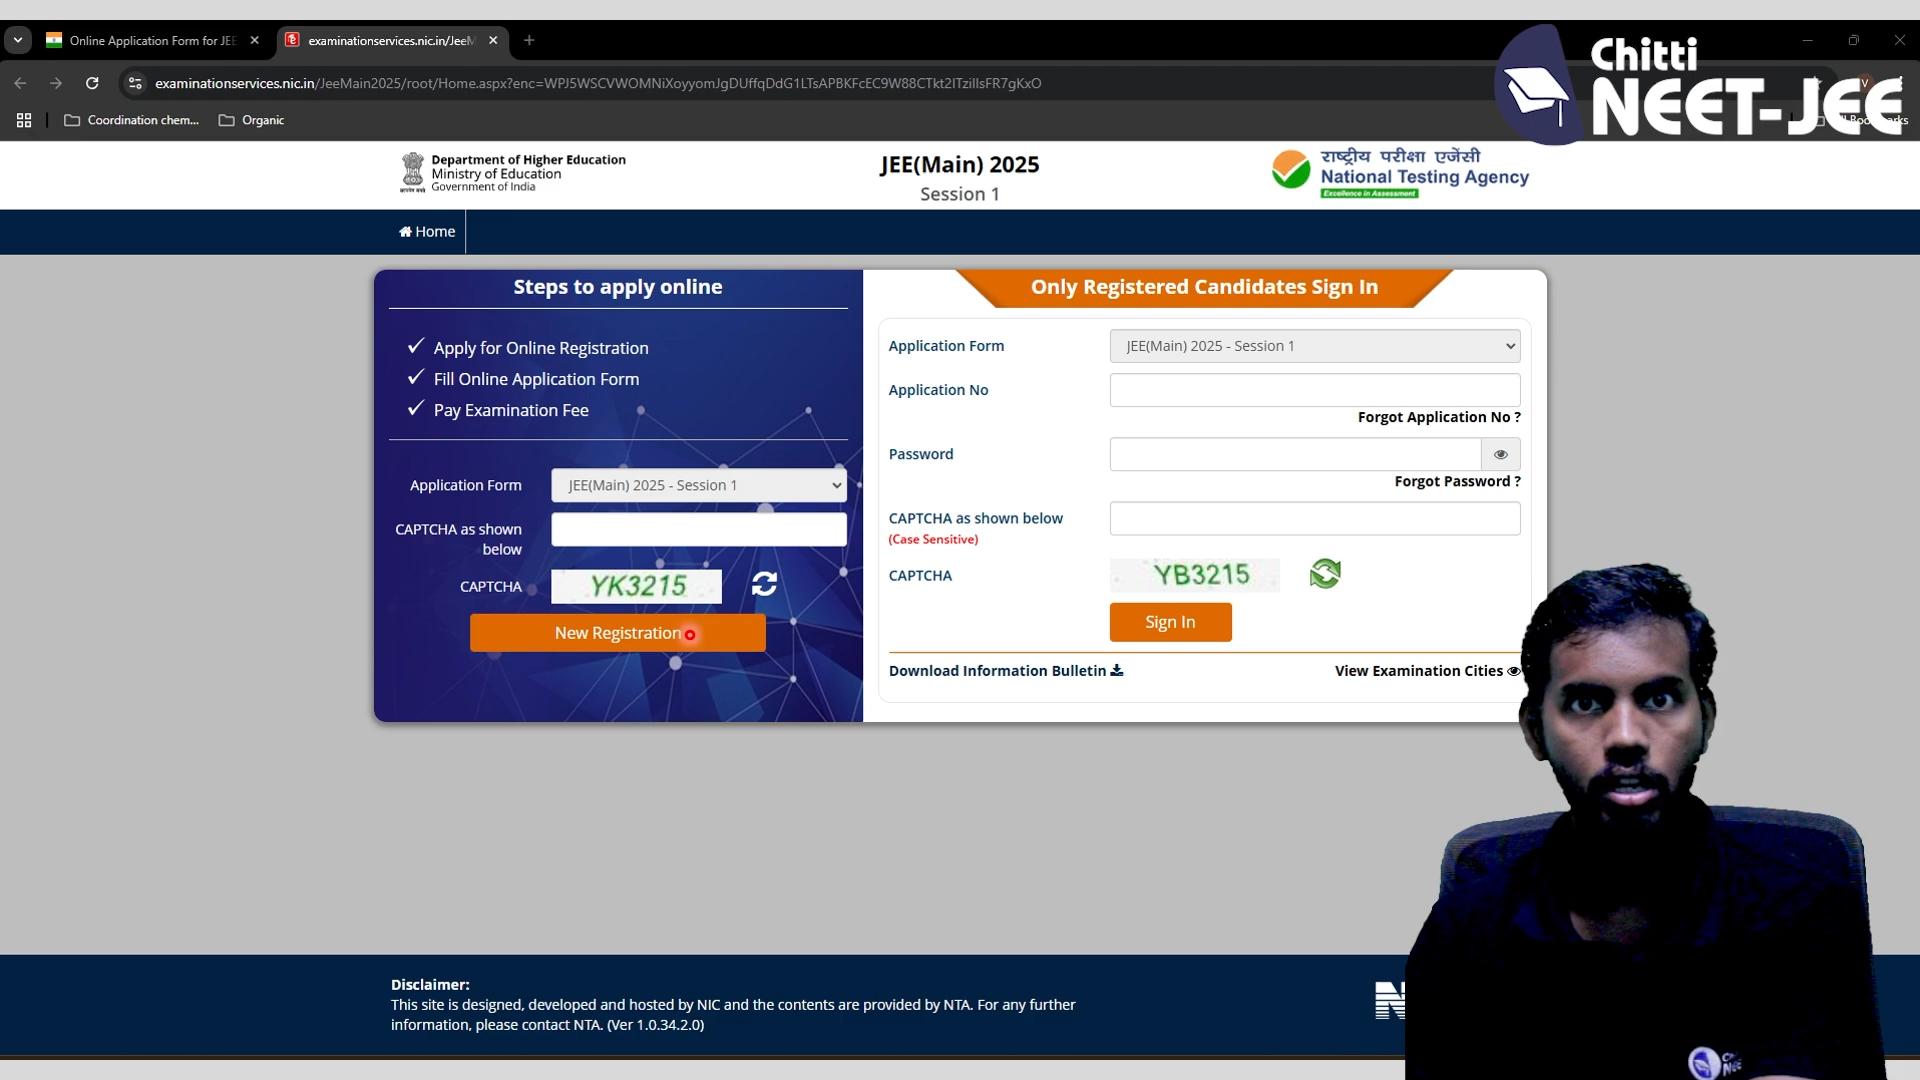 Online Application Form for JEE
examinationservices.nic.in/JeeM
Chitti
NEET-JEE
examinationservices.nic.in/JeeMain2025/root/Home.aspx?enc=WPJ5WSCVWOMNiXoyyomJgDUffqDdG1LTsAPBKFcEC9W88CTkt2ITzillsFR7gKxO
V
Coordination chem...
Organic
Department of Higher Education
Ministry of Education
Government of India
JEE(Main) 2025
Session 1
राष्ट्रीय परीक्षा एजेंसी
National Testing Agency
Excellence in Assessment
Home
Steps to apply online
Apply for Online Registration
Fill Online Application Form
Pay Examination Fee
Application Form
JEE(Main) 2025 - Session 1
CAPTCHA as shown
below
CAPTCHA
YK3215
New Registration
Only Registered Candidates Sign In
Application Form
JEE(Main) 2025 - Session 1
Application No
Forgot Application No ?
Password
Forgot Password ?
CAPTCHA as shown below
(Case Sensitive)
CAPTCHA
YB3215
Sign In
Download Information Bulletin
View Examination Cities
Disclaimer:
This site is designed, developed and hosted by NIC and the contents are provided by NTA. For any further
information, please contact NTA. (Ver 1.0.34.2.0)